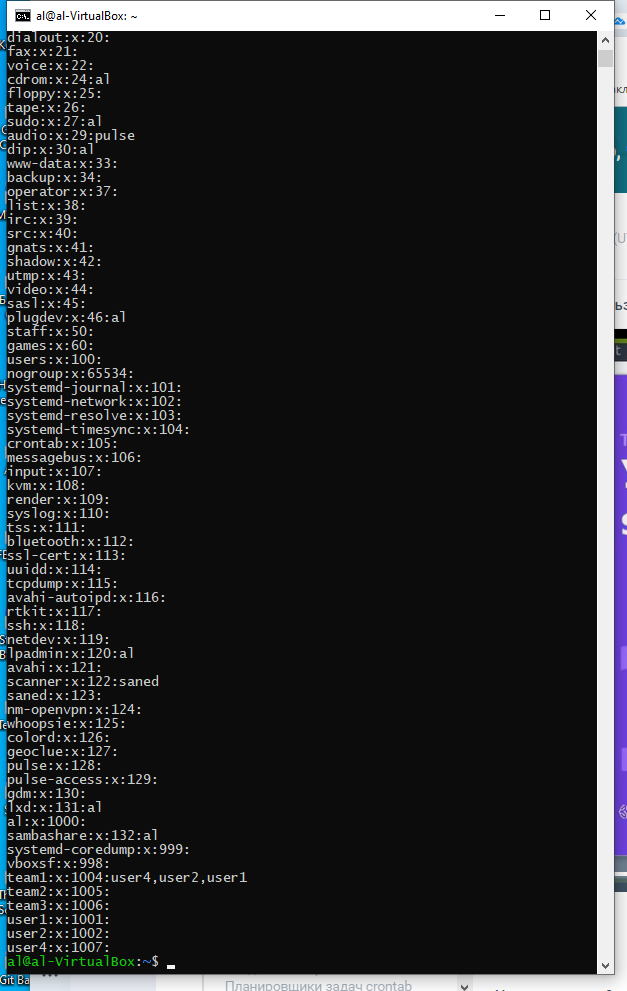 al@al-VirtualBox: ~
dialout:x:20:
fax:x:21:
voice:x:22:
cdrom:x:24:al
floppy:x:25:
tape:x:26:
sudo:x:27:al
audio:x:29:pulse
dip:x:30:al
www-data:x:33:
backup:x:34:
operator:x:37:
list:x:38:
irc:x:39:
src:x:40:
gnats:x:41:
shadow:x:42:
utmp:x:43:
video:x:44:
sasl:x:45:
plugdev:x:46:al
staff:x:50:
games:x:60:
users:x:100:
nogroup:x:65534:
systemd-journal:x:101:
systemd-network:x:102:
systemd-resolve:x:103:
systemd-timesync:x:104:
crontab:x:105:
messagebus:x:106:
input:x:107:
kvm:x:108:
render:x:109:
syslog:x:110:
tss:x:111:
bluetooth:x:112:
ssl-cert:x:113:
uuidd:x:114:
tcpdump:x:115:
avahi-autoipd:x:116:
rtkit:x:117:
ssh:x:118:
netdev:x:119:
lpadmin:x:120:al
avahi:x:121:
scanner:x:122:saned
saned:x:123:
nm-openvpn:x:124:
whoopsie:x:125:
colord:x:126:
geoclue:x:127:
pulse:x:128:
pulse-access:x:129:
gdm:x:130:
lxd:x:131:al
al:x:1000:
sambashare:x:132:al
systemd-coredump:x:999:
vboxsf:x:998:
team1:x:1004:user4,user2,user1
team2:x:1005:
team3:x:1006:
user1:x:1001:
user2:x:1002:
user4:x:1007:
al@al-VirtualBox:~$
Git Ba
Планировщики задач crontab